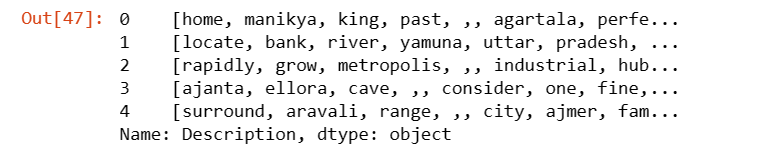 Out[47]: 0    [home, manikya, king, past, ,, agartala, perfe...
1    [locate, bank, river, yamuna, uttar, pradesh, ...
2    [rapidly, grow, metropolis, ,, industrial, hub...
3    [ajanta, ellora, cave, ,, consider, one, fine,...
4    [surround, aravali, range, ,, city, ajmer, fam...
Name: Description, dtype: object